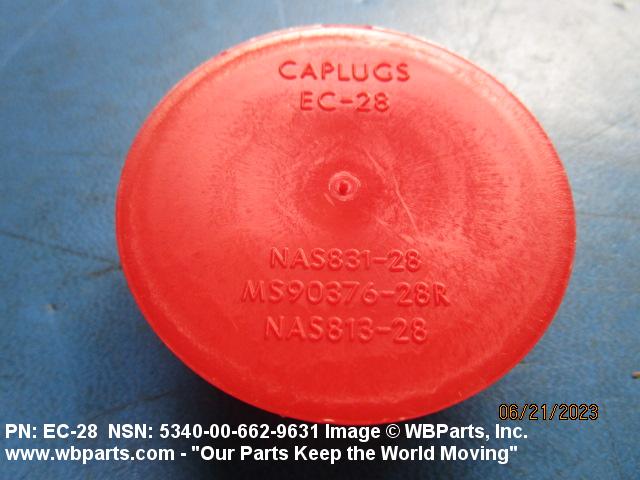 CAPLUGS
EC-28
NAS831-28
MS90376-28R
NAS813-28
06/21/2023
PN: EC-28 NSN: 5340-00-662-9631 Image © WBParts, Inc.
www.wbparts.com - "Our Parts Keep the World Moving"